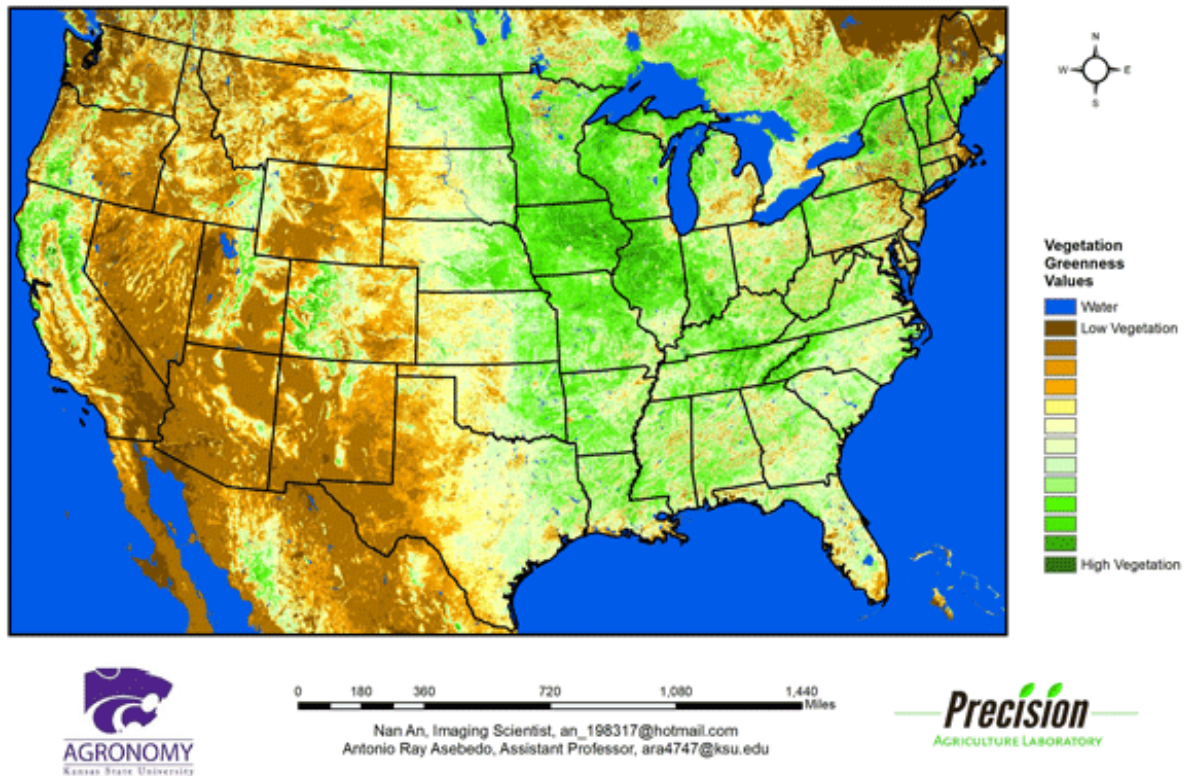 N
W
E
S
Vegetation
Greenness
Values
Water
Low Vegetation
High Vegetation
0 180 360 720 1,080 1,440
Miles
Nan An, Imaging Scientist, an_198317@hotmail.com
Antonio Ray Asebedo, Assistant Professor, ara4747@ksu.edu
AGRONOMY
Kansas State University
Precision
AGRICULTURE LABORATORY